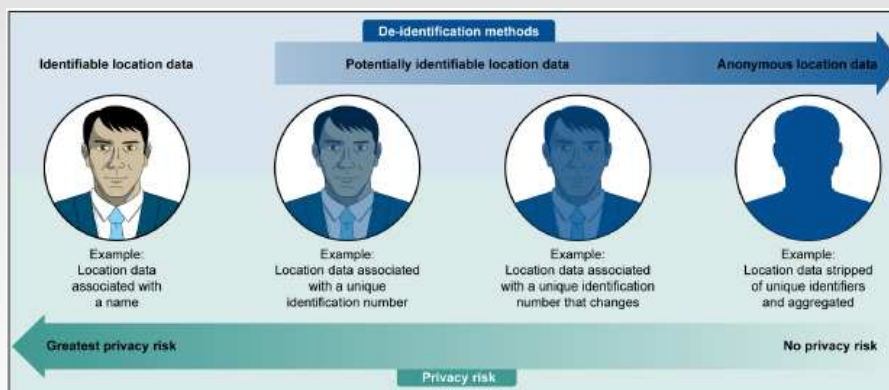 De-identification methods
Identifiable location data
Potentially identifiable location data
Anonymous location data
Example:
Location data
associated with
a name
Example:
Location data associated
with a unique
identification number
Example:
Location data associated
with a unique identification
number that changes
Example:
Location data stripped
of unique identifiers
and aggregated
Greatest privacy risk
No privacy risk
Privacy risk